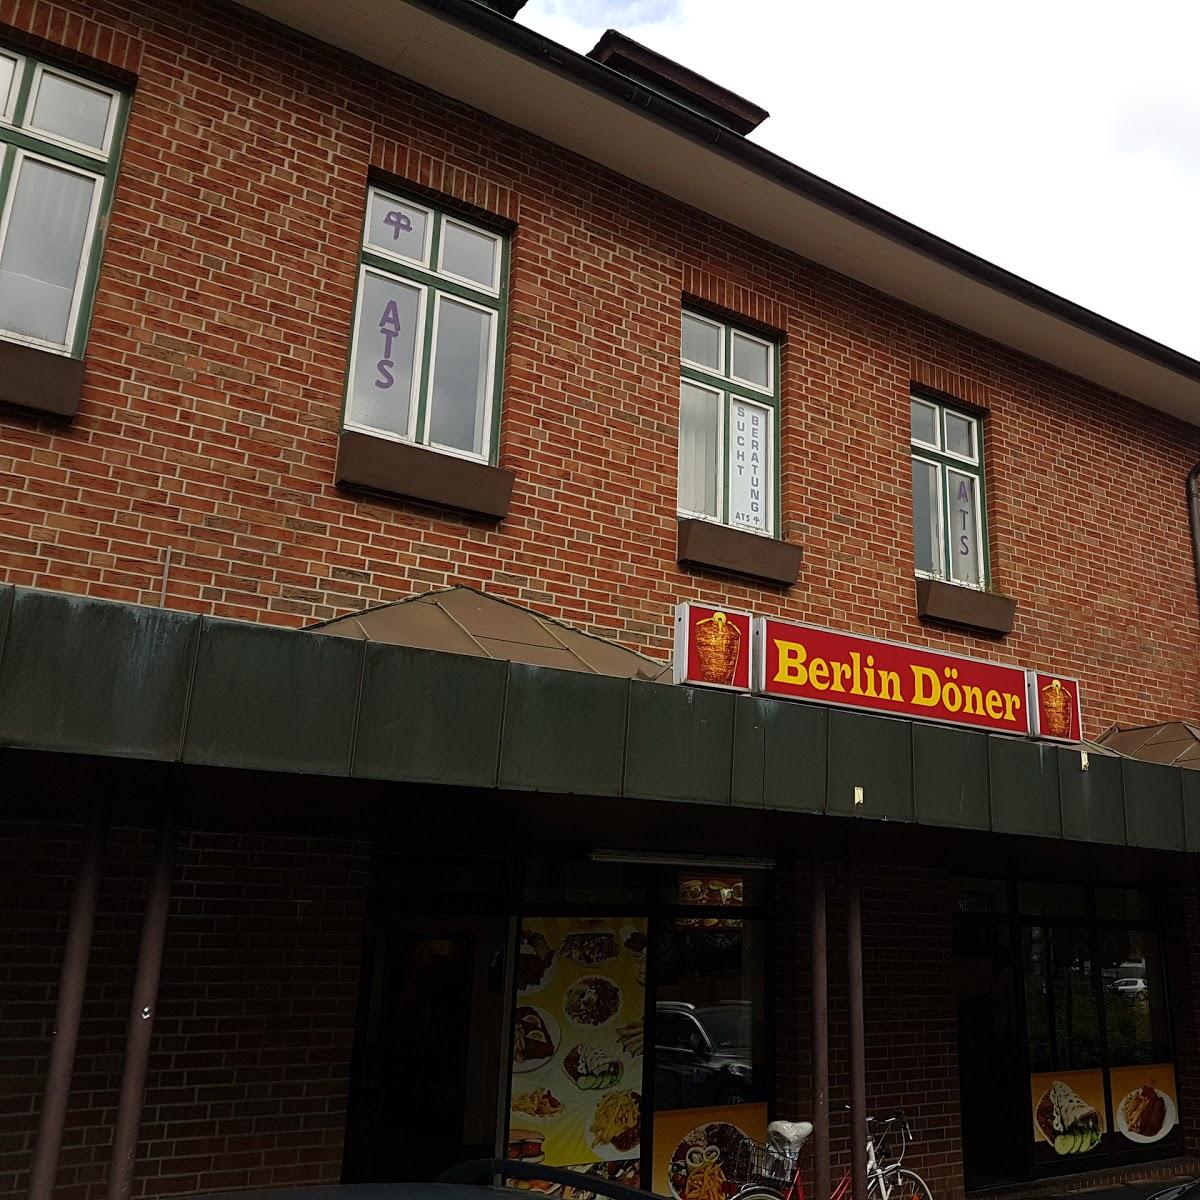 ATS
SUCHT
BERATUNG
ATS
ATS
Berlin Döner